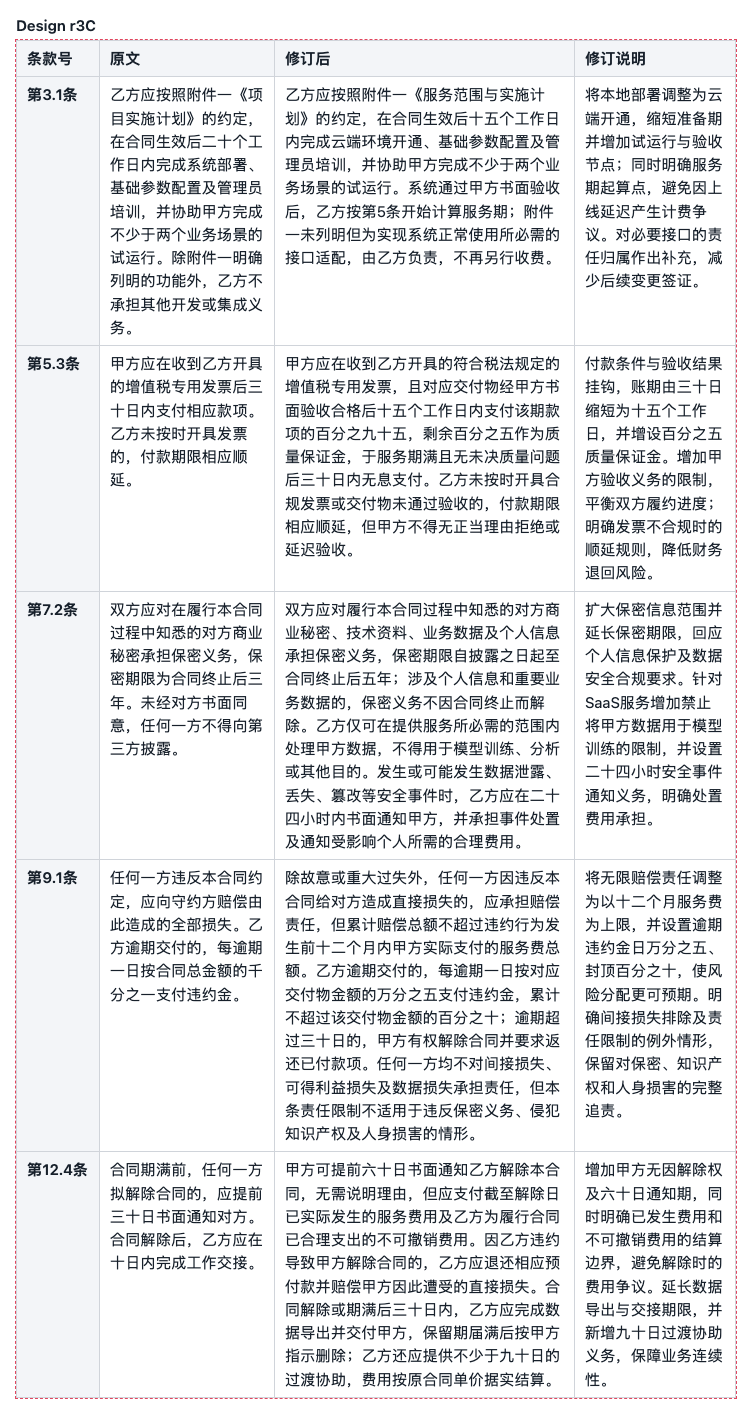 Design r3C
条款号
原文
修订后
修订说明
第3.1条
乙方应按照附件一《项
目实施计划》的约定，
在合同生效后二十个工
作日内完成系统部署、
基础参数配置及管理员
培训，并协助甲方完成
不少于两个业务场景的
试运行。除附件一明确
列明的功能外，乙方不
承担其他开发或集成义
务。
乙方应按照附件一《服务范围与实施计
划》的约定，在合同生效后十五个工作日
内完成云端环境开通、基础参数配置及管
理员培训，并协助甲方完成不少于两个业
务场景的试运行。系统通过甲方书面验收
后，乙方按第5条开始计算服务期；附件
一未列明但为实现系统正常使用所必需的
接口适配，由乙方负责，不再另行收费。
将本地部署调整为云
端开通，缩短准备期
并增加试运行与验收
节点；同时明确服务
期起算点，避免因上
线延迟产生计费争
议。对必要接口的责
任归属作出补充，减
少后续变更签证。
第5.3条
甲方应在收到乙方开具
的增值税专用发票后三
十日内支付相应款项。
乙方未按时开具发票
的，付款期限相应顺
延。
甲方应在收到乙方开具的符合税法规定的
增值税专用发票，且对应交付物经甲方书
面验收合格后十五个工作日内支付该期款
项的百分之九十五，剩余百分之五作为质
量保证金，于服务期满且无未决质量问题
后三十日内无息支付。乙方未按时开具合
规发票或交付物未通过验收的，付款期限
相应顺延，但甲方不得无正当理由拒绝或
延迟验收。
付款条件与验收结果
挂钩，账期由三十日
缩短为十五个工作
日，并增设百分之五
质量保证金。增加甲
方验收义务的限制，
平衡双方履约进度；
明确发票不合规时的
顺延规则，降低财务
退回风险。
第7.2条
双方应对在履行本合同
过程中知悉的对方商业
秘密承担保密义务，保
密期限为合同终止后三
年。未经对方书面同
意，任何一方不得向第
三方披露。
双方应对履行本合同过程中知悉的对方商
业秘密、技术资料、业务数据及个人信息
承担保密义务，保密期限自披露之日起至
合同终止后五年；涉及个人信息和重要业
务数据的，保密义务不因合同终止而解
除。乙方仅可在提供服务所必需的范围内
处理甲方数据，不得用于模型训练、分析
或其他目的。发生或可能发生数据泄露、
丢失、篡改等安全事件时，乙方应在二十
四小时内书面通知甲方，并承担事件处置
及通知受影响个人所需的合理费用。
扩大保密信息范围并
延长保密期限，回应
个人信息保护及数据
安全合规要求。针对
SaaS服务增加禁止
将甲方数据用于模型
训练的限制，并设置
二十四小时安全事件
通知义务，明确处置
费用承担。
第9.1条
任何一方违反本合同约
定，应向守约方赔偿由
此造成的全部损失。乙
方逾期交付的，每逾期
一日按合同总金额的千
分之一支付违约金。
除故意或重大过失外，任何一方因违反本
合同给对方造成直接损失的，应承担赔偿
责任，但累计赔偿总额不超过违约行为发
生前十二个月内甲方实际支付的服务费总
额。乙方逾期交付的，每逾期一日按对应
交付物金额的万分之五支付违约金，累计
不超过该交付物金额的百分之十；逾期超
过三十日的，甲方有权解除合同并要求返
还已付款项。任何一方均不对间接损失、
可得利益损失及数据损失承担责任，但本
条责任限制不适用于违反保密义务、侵犯
知识产权及人身损害的情形。
将无限赔偿责任调整
为以十二个月服务费
为上限，并设置逾期
违约金日万分之五、
封顶百分之十，使风
险分配更可预期。明
确间接损失排除及责
任限制的例外情形，
保留对保密、知识产
权和人身损害的完整
追责。
第12.4条
合同期满前，任何一方
拟解除合同的，应提前
三十日书面通知对方。
合同解除后，乙方应在
十日内完成工作交接。
甲方可提前六十日书面通知乙方解除本合
同，无需说明理由，但应支付截至解除日
已实际发生的服务费用及乙方为履行合同
已合理支出的不可撤销费用。因乙方违约
导致甲方解除合同的，乙方应退还相应预
付款并赔偿甲方因此遭受的直接损失。合
同解除或期满后三十日内，乙方应完成数
据导出并交付甲方，保留期届满后按甲方
指示删除；乙方还应提供不少于九十日的
过渡协助，费用按原合同单价据实结算。
增加甲方无因解除权
及六十日通知期，同
时明确已发生费用和
不可撤销费用的结算
边界，避免解除时的
费用争议。延长数据
导出与交接期限，并
新增九十日过渡协助
义务，保障业务连续
性。